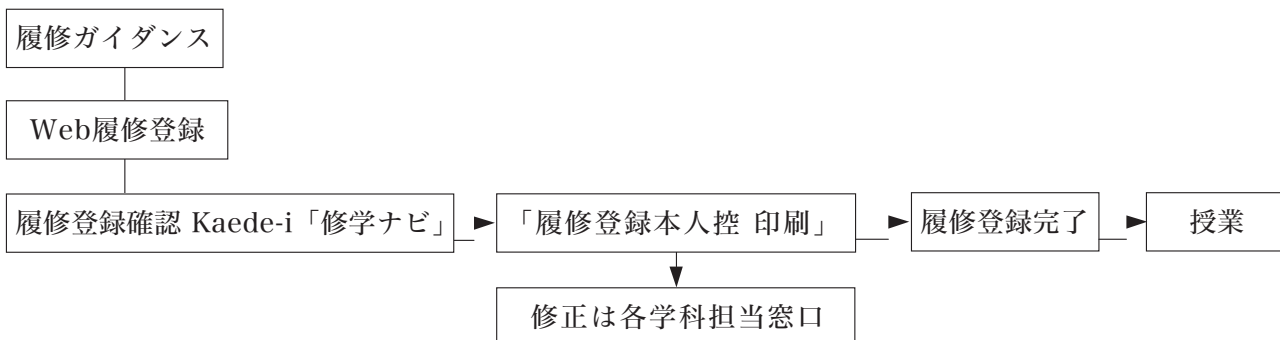 履修ガイダンス
Web履修登録
履修登録確認 Kaede-i「修学ナビ」
「履修登録本人控 印刷」
履修登録完了
授業
修正は各学科担当窓口